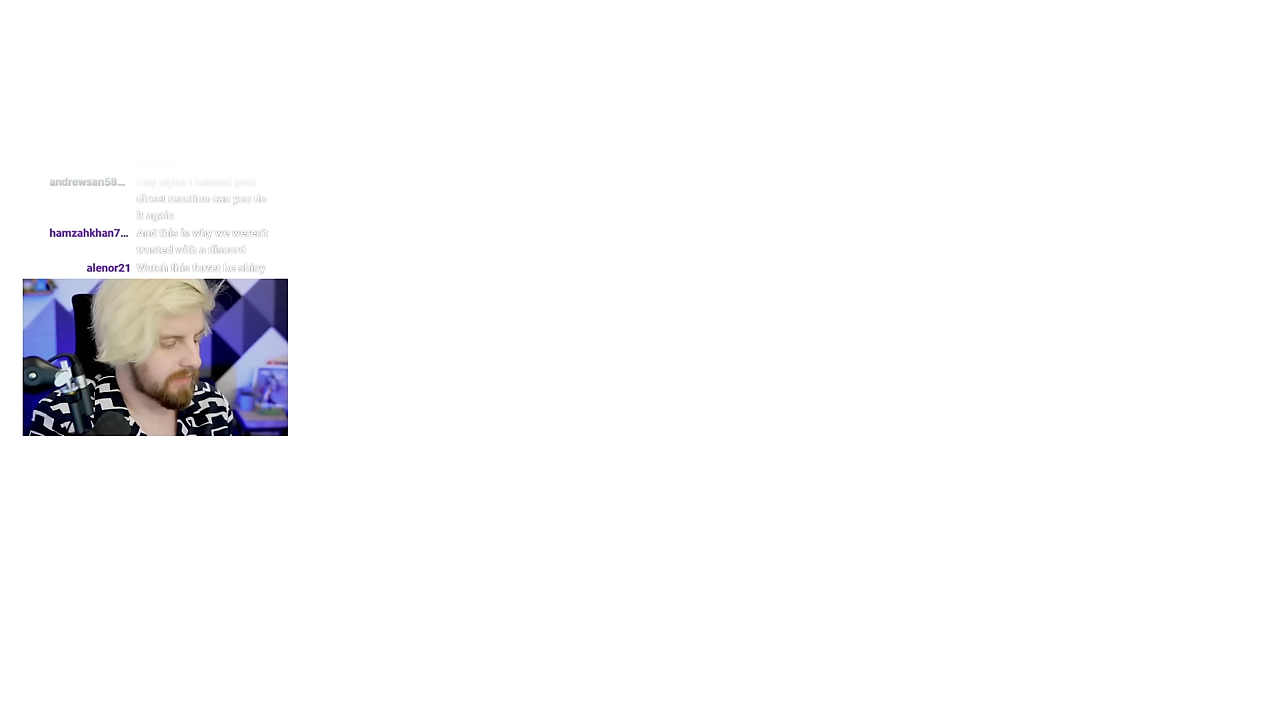 andrewsan58… Hey alpha I missed your
direct reaction can you do
it again
hamzahkhan7… And this is why we weren't
trusted with a discord
alenor21 Watch this furret be shiny